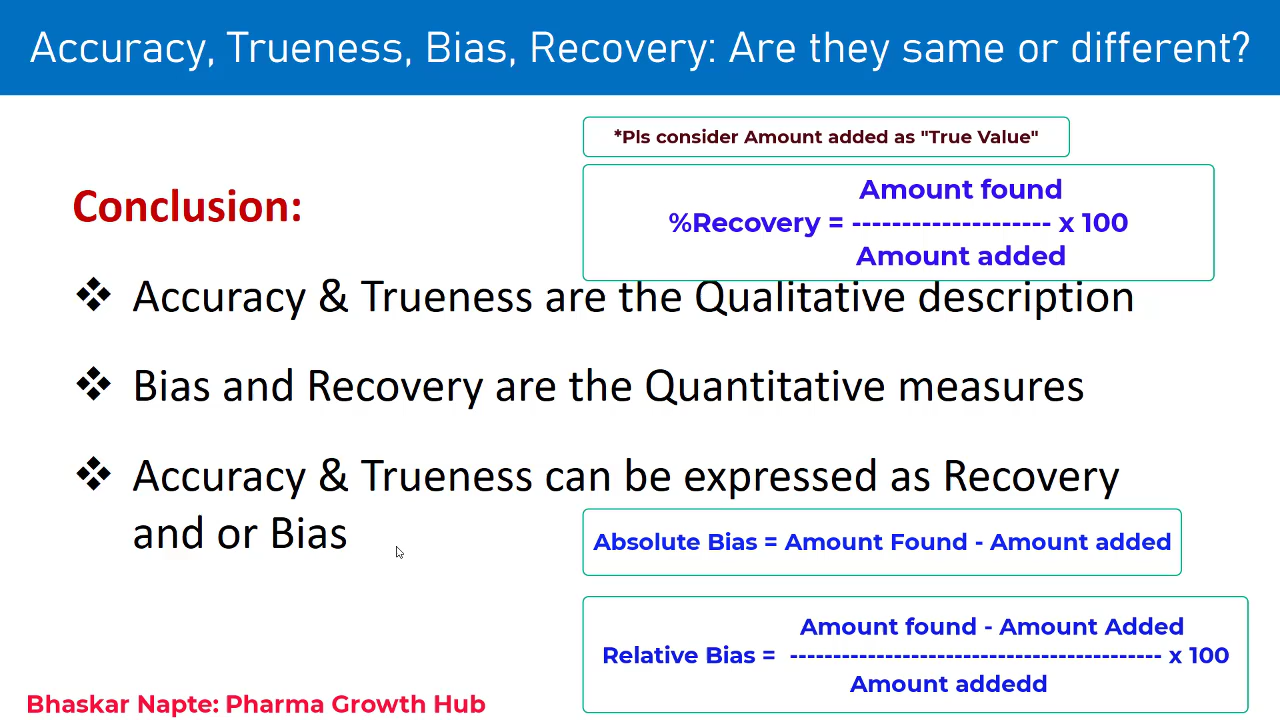 Accuracy, Trueness, Bias, Recovery: Are they same or different?
*Pls consider Amount added as "True Value"
Conclusion:
Amount found
%Recovery = -------------------- x 100
Amount added
❖ Accuracy & Trueness are the Qualitative description
❖ Bias and Recovery are the Quantitative measures
❖ Accuracy & Trueness can be expressed as Recovery
and or Bias
Absolute Bias = Amount Found - Amount added
Amount found - Amount Added
Relative Bias = ------------------------------------------- x 100
Amount addedd
Bhaskar Napte: Pharma Growth Hub